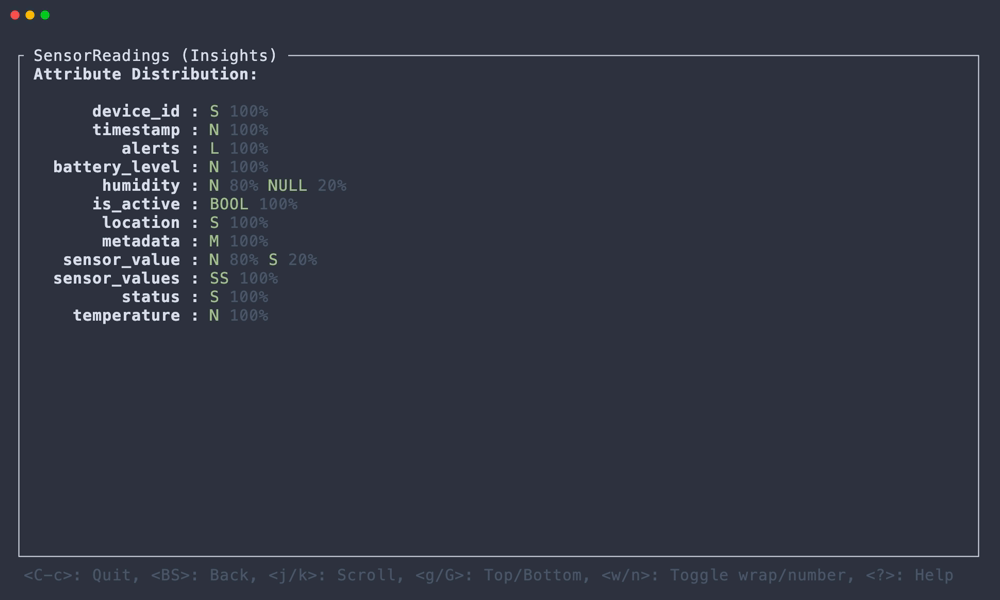 SensorReadings (Insights)
Attribute Distribution:
device_id : S 100%
timestamp : N 100%
alerts : L 100%
battery_level : N 100%
humidity : N 80% NULL 20%
is_active : BOOL 100%
location : S 100%
metadata : M 100%
sensor_value : N 80% S 20%
sensor_values : SS 100%
status : S 100%
temperature : N 100%
<C-c>: Quit, <BS>: Back, <j/k>: Scroll, <g/G>: Top/Bottom, <w/n>: Toggle wrap/number, <?>: Help